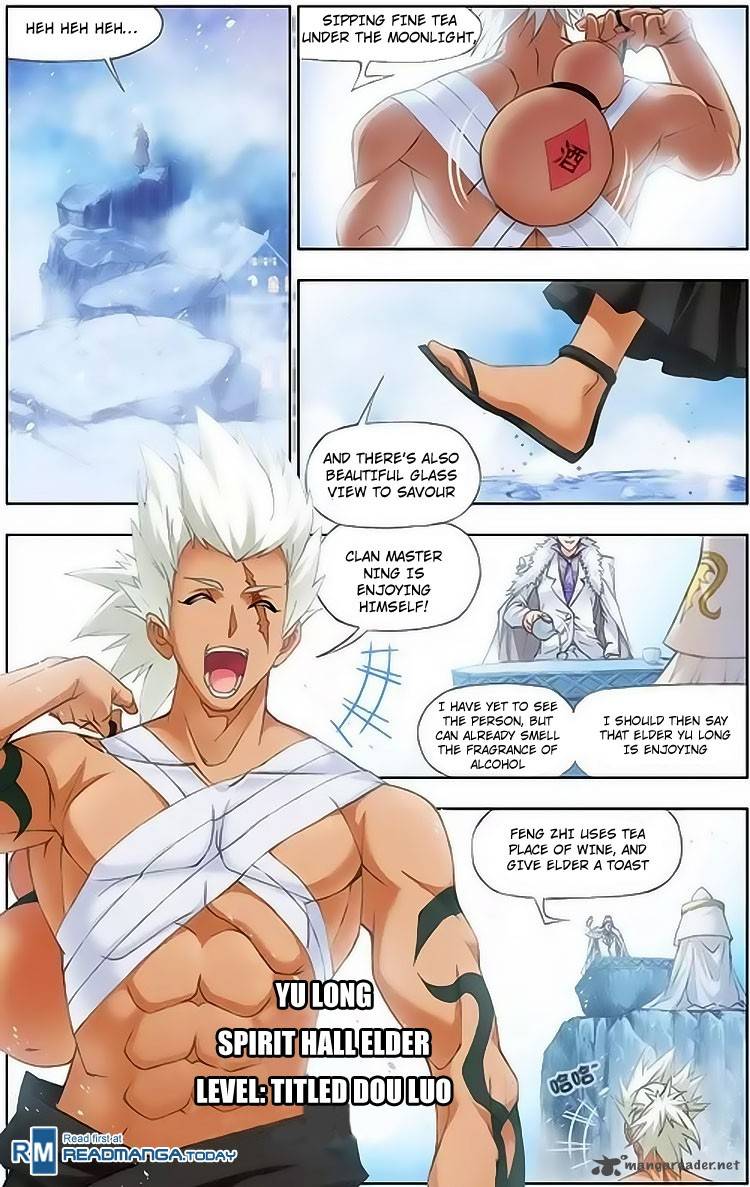 HEH HEH HEH...
SIPPING FINE TEA
UNDER THE MOONLIGHT,
酒
AND THERE'S ALSO
BEAUTIFUL GLASS
VIEW TO SAVOUR
CLAN MASTER
NING IS
ENJOYING
HIMSELF!
I HAVE YET TO SEE
THE PERSON, BUT
CAN ALREADY SMELL
THE FRAGRANCE OF
ALCOHOL
I SHOULD THEN SAY
THAT ELDER YU LONG
IS ENJOYING
FENG ZHI USES TEA
PLACE OF WINE, AND
GIVE ELDER A TOAST
YU LONG
SPIRIT HALL ELDER
LEVEL: TITLED DOU LUO
哈哈~
RM
Read first at
READMANGA.TODAY
mangareader.net